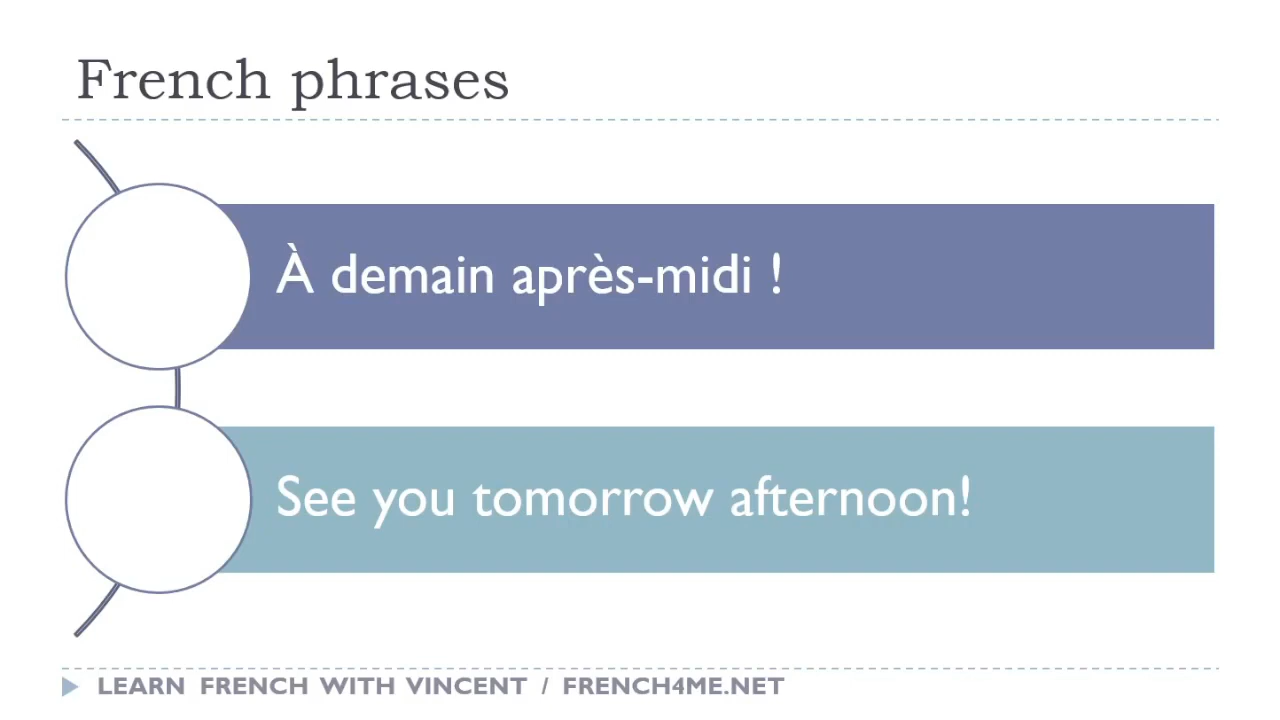 French phrases
À demain après-midi !
See you tomorrow afternoon!
LEARN FRENCH WITH VINCENT / FRENCH4ME.NET